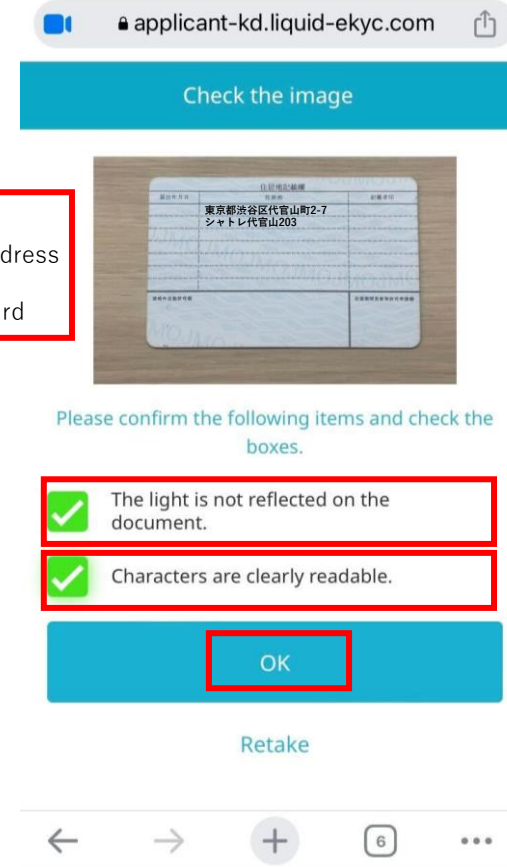 applicant-kd.liquid-ekyc.com
Check the image
住居地記載欄
届出年月日
住居地
記載者印
東京都渋谷区代官山町2-7
シャトレ代官山203
MOJ
dress
rd
Please confirm the following items and check the
boxes.
The light is not reflected on the
document.
Characters are clearly readable.
OK
Retake
6